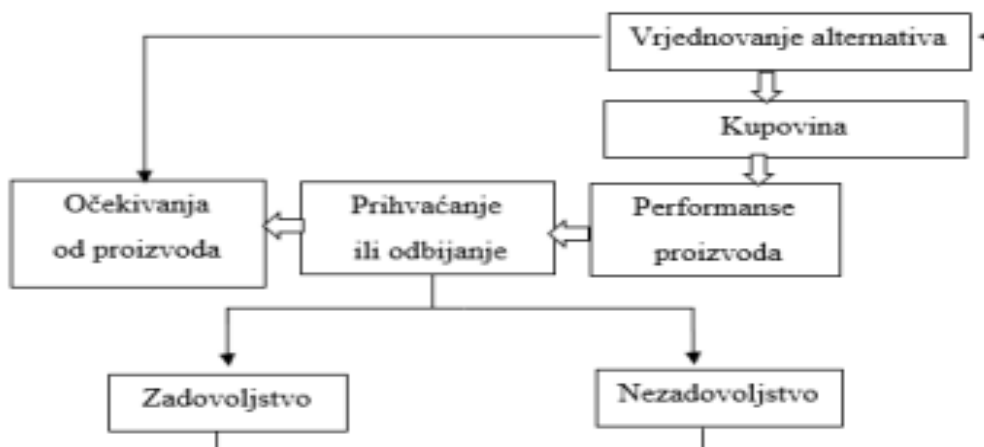 Vrjednovanje alternativa
Kupovina
Očekivanja
od proizvoda
Prihvaćanje
ili odbijanje
Performanse
proizvoda
Zadovoljstvo
Nezadovoljstvo